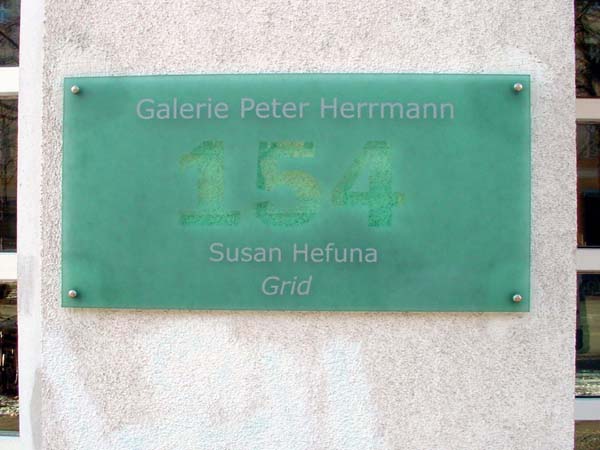 Galerie Peter Herrmann
154
Susan Hefuna
Grid